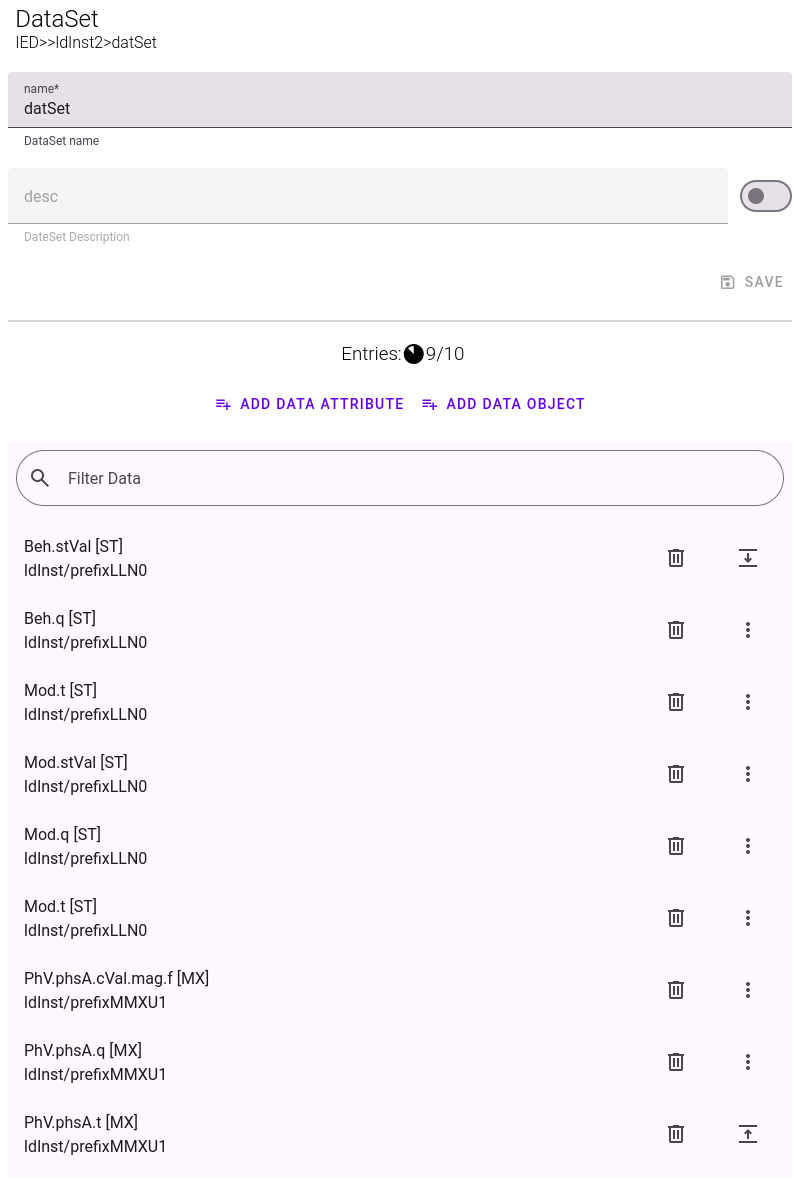 DataSet
IED>>ldInst2>datSet
name*
datSet
DataSet name
desc
DateSet Description
SAVE
Entries: 9/10
ADD DATA ATTRIBUTE ADD DATA OBJECT
Filter Data
Beh.stVal [ST]
ldInst/prefixLLN0
Beh.q [ST]
ldInst/prefixLLN0
Mod.t [ST]
ldInst/prefixLLN0
Mod.stVal [ST]
ldInst/prefixLLN0
Mod.q [ST]
ldInst/prefixLLN0
Mod.t [ST]
ldInst/prefixLLN0
PhV.phsA.cVal.mag.f [MX]
ldInst/prefixMMXU1
PhV.phsA.q [MX]
ldInst/prefixMMXU1
PhV.phsA.t [MX]
ldInst/prefixMMXU1